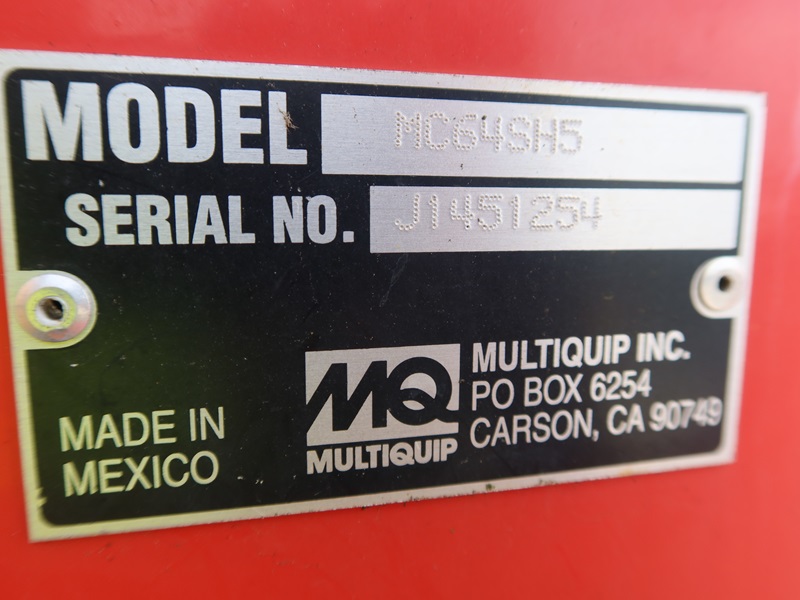 MODEL MC64SH5
SERIAL NO. J1451254
MQ
MULTIQUIP
MULTIQUIP INC.
PO BOX 6254
CARSON, CA 90749
MADE IN
MEXICO